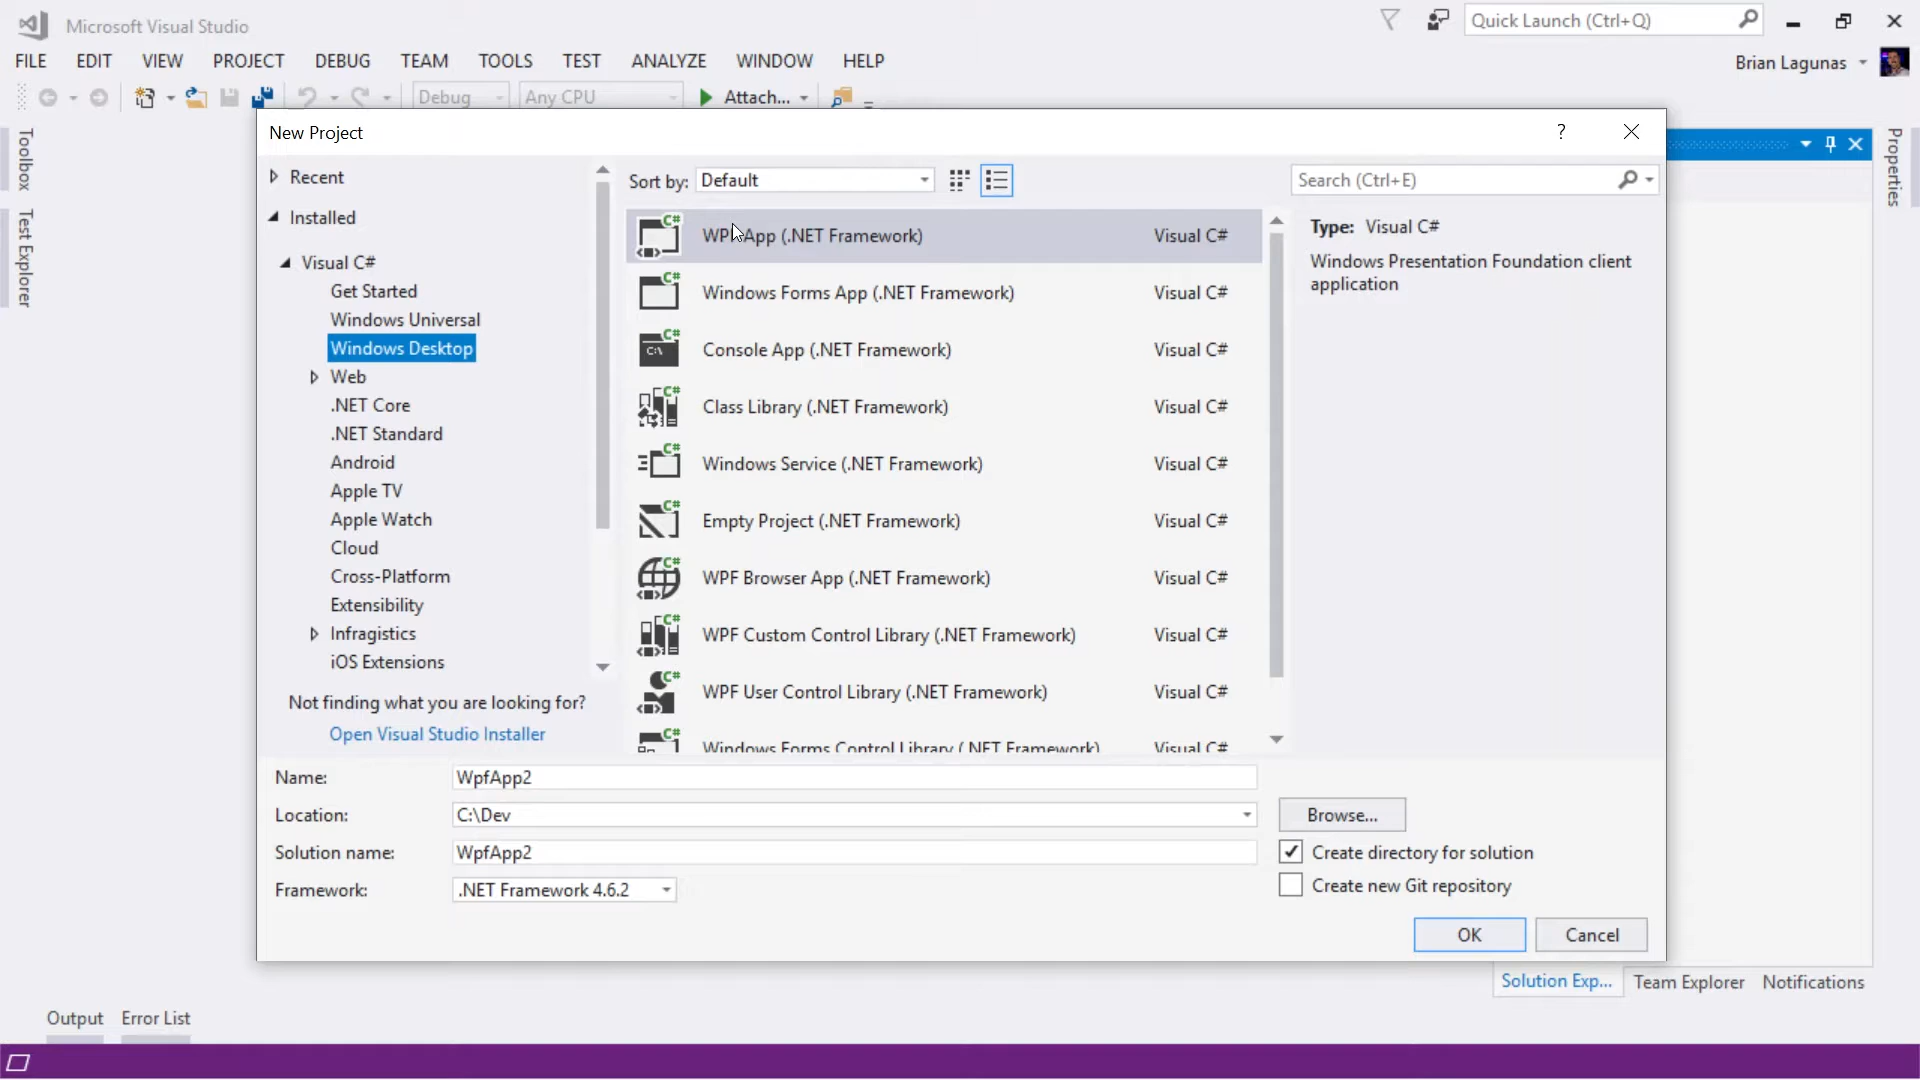 Microsoft Visual Studio
Quick Launch (Ctrl+Q)
FILE EDIT VIEW PROJECT DEBUG TEAM TOOLS TEST ANALYZE WINDOW HELP
Brian Lagunas
Debug Any CPU Attach...
Toolbox
Test Explorer
Properties
New Project
?
Recent
Installed
Visual C#
Get Started
Windows Universal
Windows Desktop
Web
.NET Core
.NET Standard
Android
Apple TV
Apple Watch
Cloud
Cross-Platform
Extensibility
Infragistics
iOS Extensions
Not finding what you are looking for?
Open Visual Studio Installer
Sort by: Default
Search (Ctrl+E)
WPF App (.NET Framework) Visual C#
Windows Forms App (.NET Framework) Visual C#
Console App (.NET Framework) Visual C#
Class Library (.NET Framework) Visual C#
Windows Service (.NET Framework) Visual C#
Empty Project (.NET Framework) Visual C#
WPF Browser App (.NET Framework) Visual C#
WPF Custom Control Library (.NET Framework) Visual C#
WPF User Control Library (.NET Framework) Visual C#
Windows Forms Control Library (.NET Framework) Visual C#
Type: Visual C#
Windows Presentation Foundation client
application
Name: WpfApp2
Location: C:\Dev
Browse...
Solution name: WpfApp2
Create directory for solution
Framework: .NET Framework 4.6.2
Create new Git repository
OK Cancel
Solution Exp... Team Explorer Notifications
Output Error List